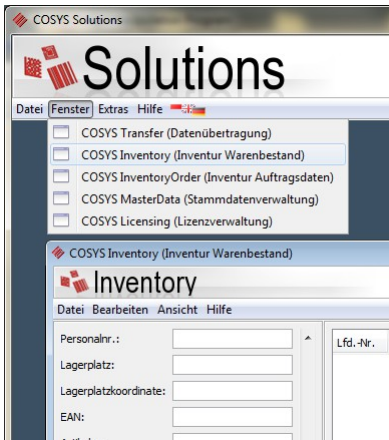 COSYS Solutions
Solutions
Datei Fenster Extras Hilfe
COSYS Transfer (Datenübertragung)
COSYS Inventory (Inventur Warenbestand)
COSYS InventoryOrder (Inventur Auftragsdaten)
COSYS MasterData (Stammdatenverwaltung)
COSYS Licensing (Lizenzverwaltung)
COSYS Inventory (Inventur Warenbestand)
Inventory
Datei Bearbeiten Ansicht Hilfe
Personalnr.:
Lfd.-Nr.
Lagerplatz:
Lagerplatzkoordinate:
EAN: